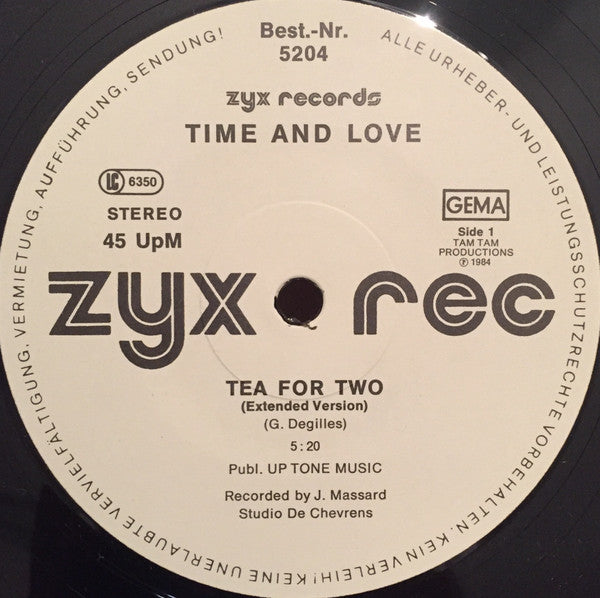 Best.-Nr.
5204
zyx records
TIME AND LOVE
LC 6350
STEREO
45 UpM
GEMA
Side 1
TAM TAM
PRODUCTIONS
℗ 1984
zyx rec
TEA FOR TWO
(Extended Version)
(G. Degilles)
5:20
Publ. UP TONE MUSIC
Recorded by J. Massard
Studio De Chevrens
ALLE URHEBER- UND LEISTUNGSSCHUTZRECHTE VORBEHALTEN. KEIN VERLEIH! KEINE UNERLAUBTE VERVIELFÄLTIGUNG, VERMIETUNG, AUFFÜHRUNG, SENDUNG!